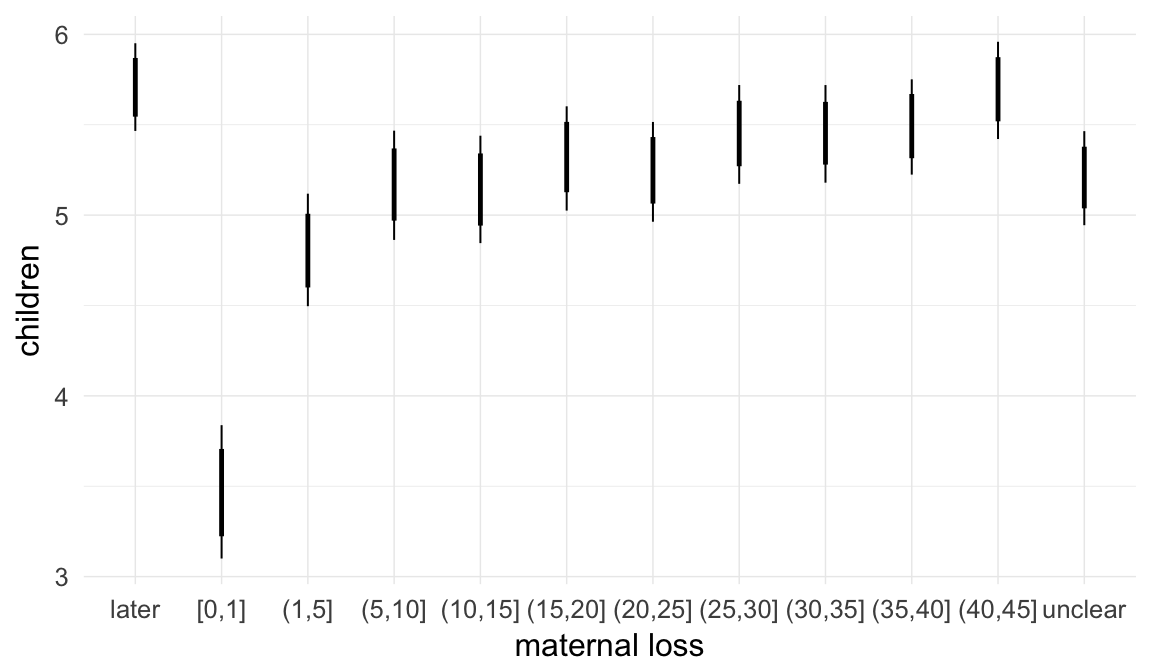 6
5
4
3
children
later [0,1] (1,5] (5,10] (10,15] (15,20] (20,25] (25,30] (30,35] (35,40] (40,45] unclear
maternal loss